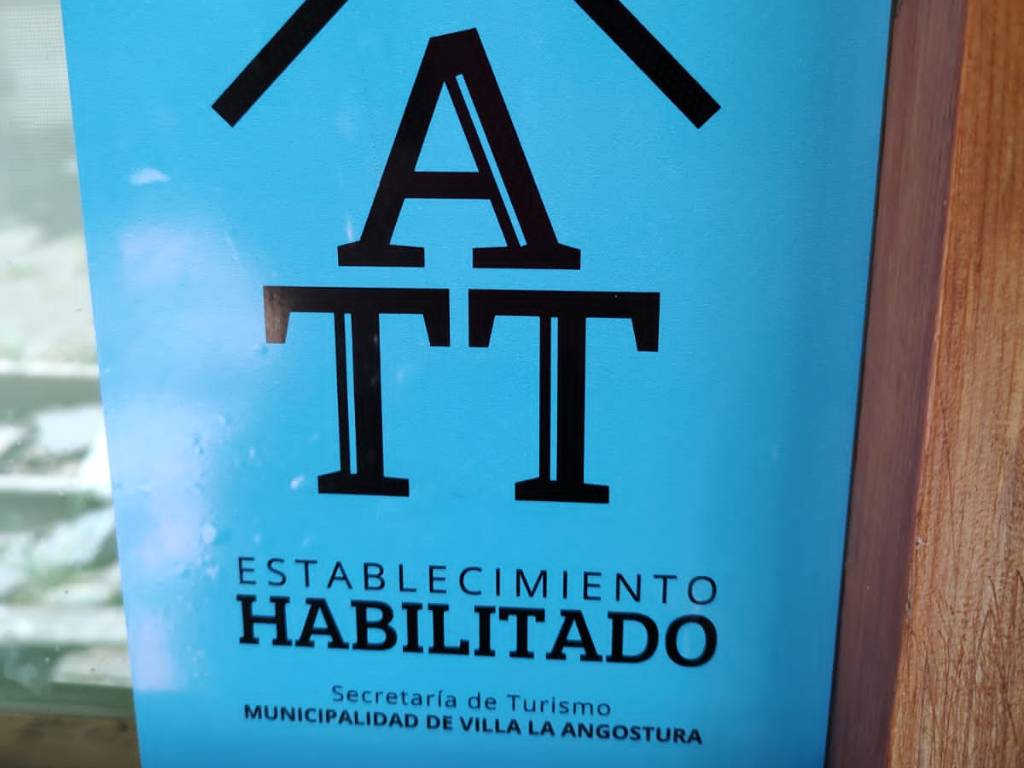 A
TT
ESTABLECIMIENTO
HABILITADO
Secretaría de Turismo
MUNICIPALIDAD DE VILLA LA ANGOSTURA